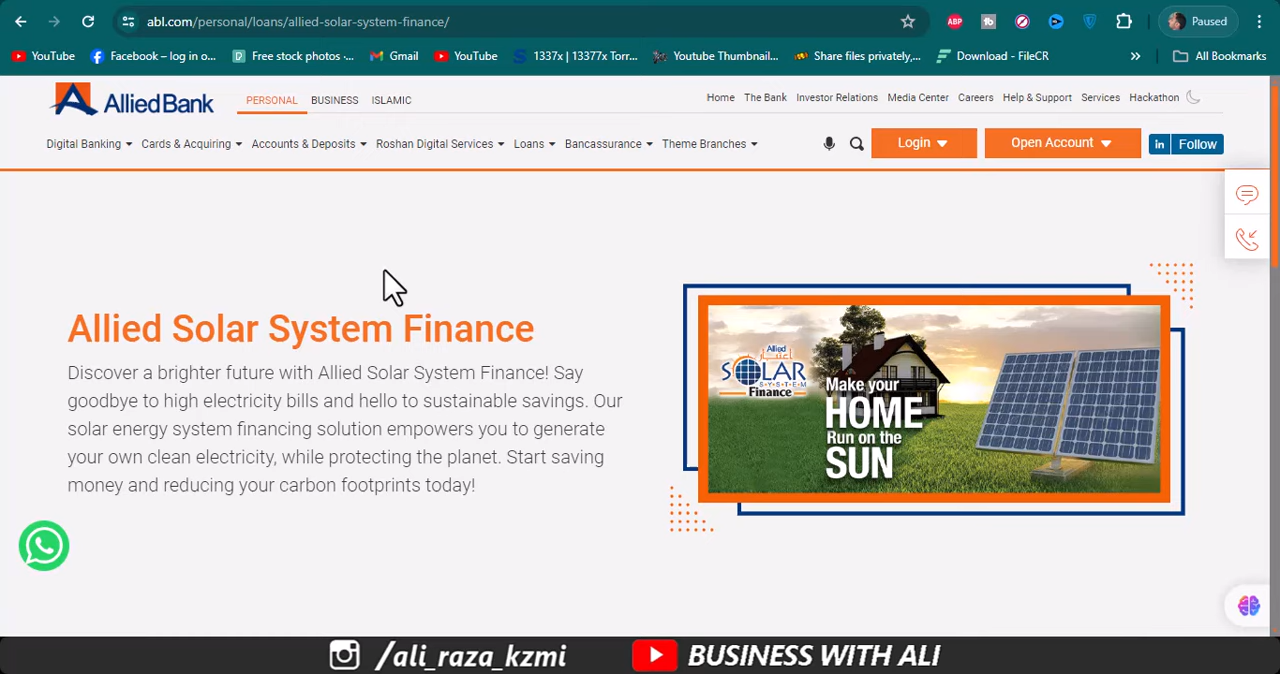 abl.com/personal/loans/allied-solar-system-finance/
ABP
Paused
YouTube
Facebook – log in o...
Free stock photos ·...
Gmail
YouTube
1337x | 13377x Torr...
Youtube Thumbnail...
Share files privately,...
Download - FileCR
»
All Bookmarks
Allied Bank
PERSONAL
BUSINESS
ISLAMIC
Home
The Bank
Investor Relations
Media Center
Careers
Help & Support
Services
Hackathon
Digital Banking
Cards & Acquiring
Accounts & Deposits
Roshan Digital Services
Loans
Bancassurance
Theme Branches
Login
Open Account
in Follow
Allied Solar System Finance
Discover a brighter future with Allied Solar System Finance! Say
goodbye to high electricity bills and hello to sustainable savings. Our
solar energy system financing solution empowers you to generate
your own clean electricity, while protecting the planet. Start saving
money and reducing your carbon footprints today!
Allied
اعتبار
SOLAR
SYSTEM
Finance
Make your
HOME
Run on the
SUN
/ali_raza_kzmi
BUSINESS WITH ALI